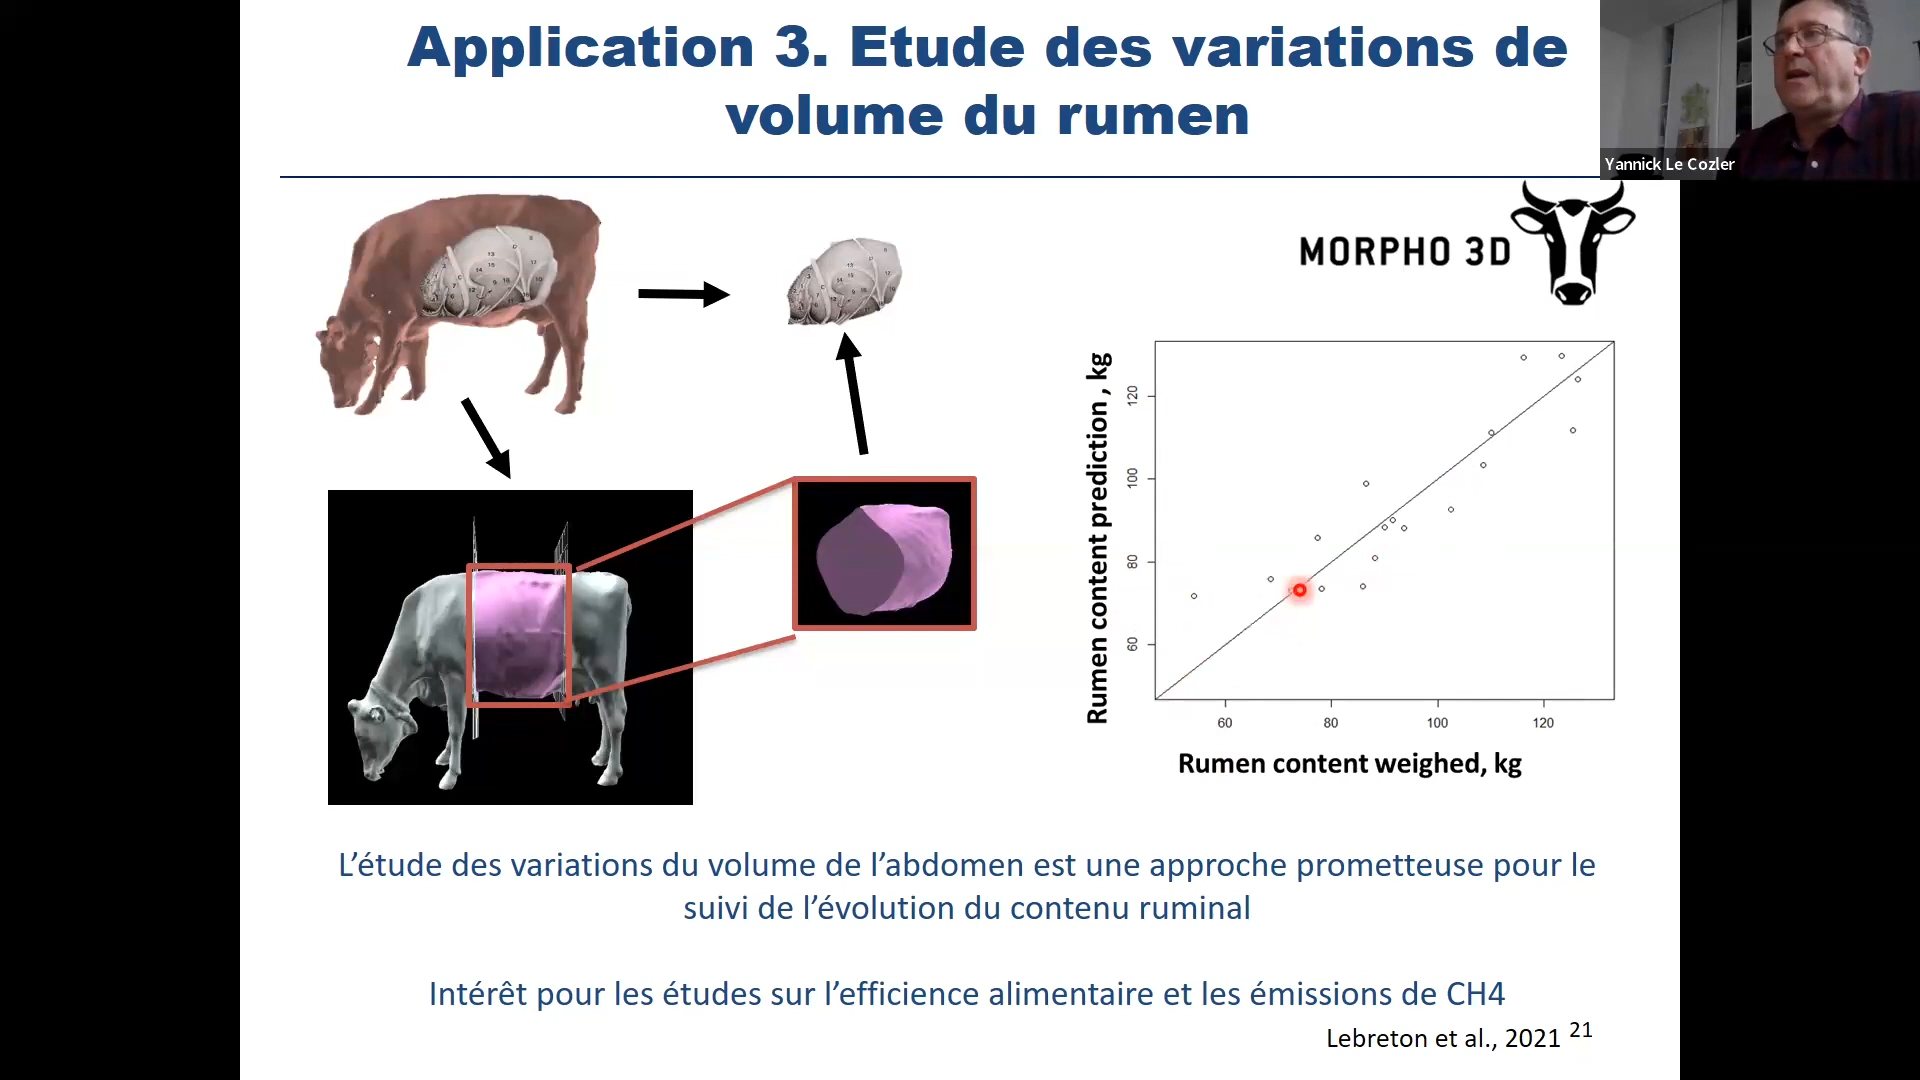 Application 3. Etude des variations de
volume du rumen
Yannick Le Cozler
MORPHO 3D
Rumen content prediction , kg
120
100
80
60
60
80
100
120
Rumen content weighed, kg
L’étude des variations du volume de l’abdomen est une approche prometteuse pour le
suivi de l’évolution du contenu ruminal
Intérêt pour les études sur l’efficience alimentaire et les émissions de CH4
Lebreton et al., 2021 21